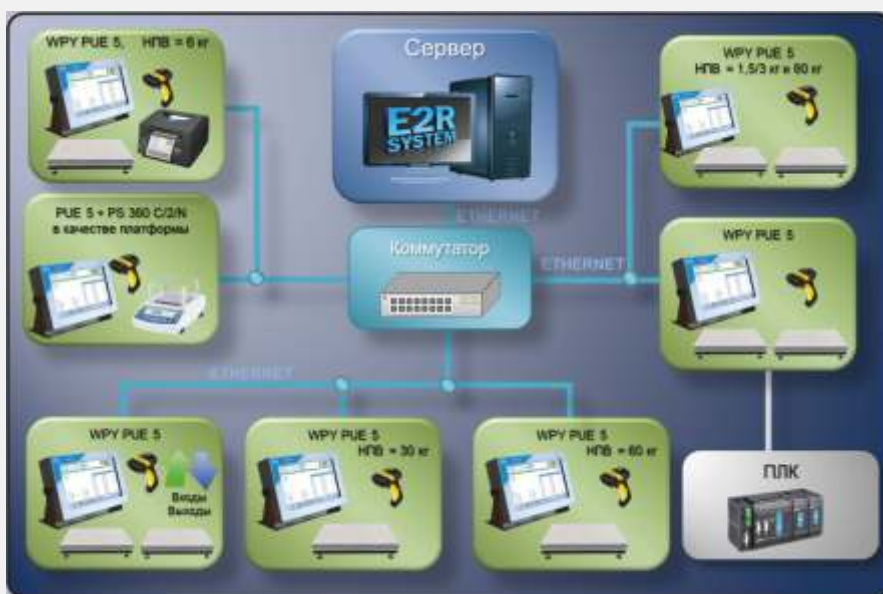 WPY PUE 5, НПВ = 6 кг
Сервер
E2R
SYSTEM
WPY PUE 5
НПВ = 1,5/3 кг и 60 кг
PUE 5 + PS 360 C/2/N
в качестве платформы
ETHERNET
Коммутатор
ETHERNET
WPY PUE 5
ETHERNET
WPY PUE 5
Входы
Выходы
WPY PUE 5
НПВ = 30 кг
WPY PUE 5
НПВ = 60 кг
ПЛК